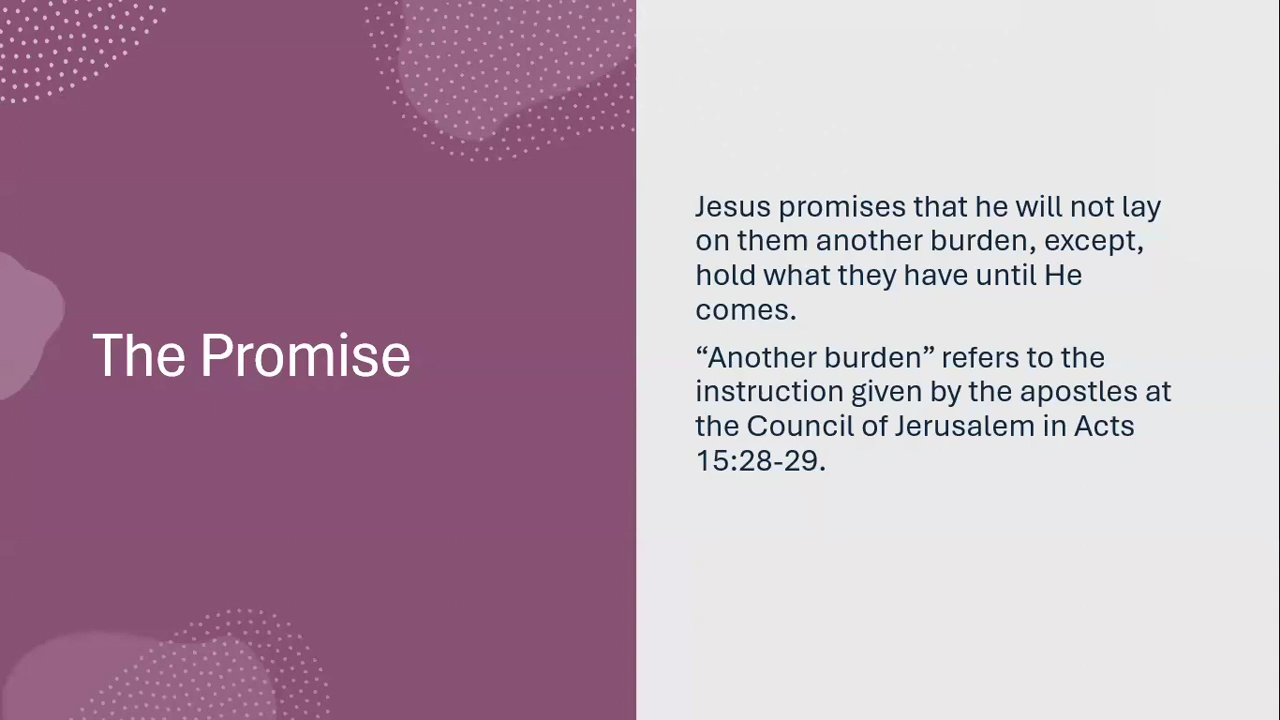 The Promise
Jesus promises that he will not lay
on them another burden, except,
hold what they have until He
comes.
“Another burden” refers to the
instruction given by the apostles at
the Council of Jerusalem in Acts
15:28-29.